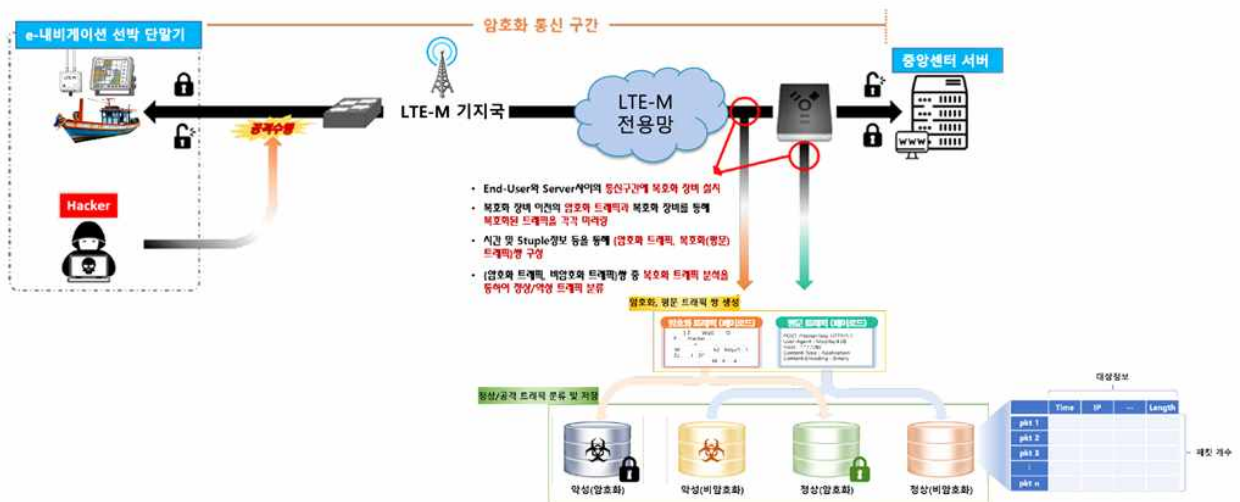 암호화 통신 구간
e-내비게이션 선박 단말기
중앙센터 서버
LTE-M
LTE-M 기지국
LTE-M
전용망
공격수행
WWW
Hacker
• End-User와 Server사이의 통신구간에 복호화 장비 설치
• 복호화 장비 이전의 암호화 트래픽과 복호화 장비를 통해
복호화된 트래픽을 각각 미러링
• 시간 및 5tuple정보 등을 통해 (암호화 트래픽, 복호화(평문)
트래픽)쌍 구성
• (암호화 트래픽, 비암호화 트래픽)쌍 중 복호화 트래픽 분석을
통하여 정상/악성 트래픽 분류
암호화, 평문 트래픽 쌍 생성
암호화 트래픽 (페이로드)
평문 트래픽 (페이로드)
정상/공격 트래픽 분류 및 저장
대상정보
Time IP ... Length
pkt 1
pkt 2
pkt 3
⋮
pkt n
패킷 개수
악성(암호화)
악성(비암호화)
정상(암호화)
정상(비암호화)